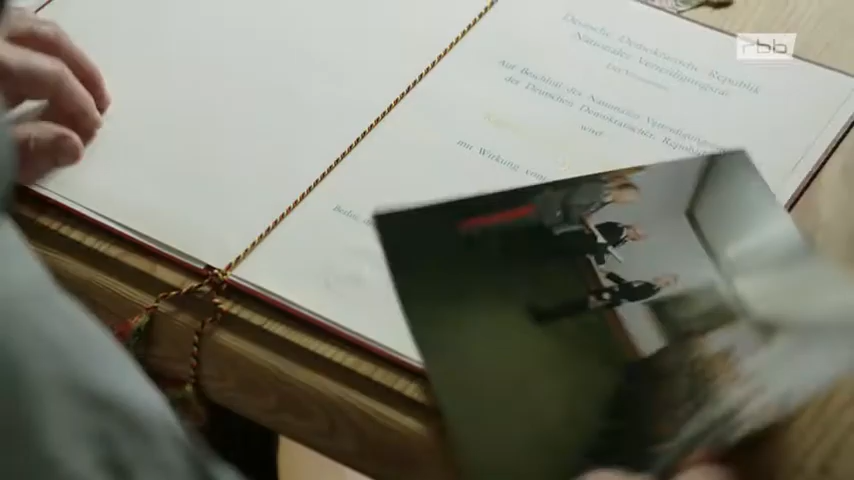 rbb
Deutsche Demokratische Republik
Nationaler Verteidigungsrat
Der Vorsitzende
Auf Beschluß des Nationalen Verteidigungsrates
der Deutschen Demokratischen Republik
wird
mit Wirkung vom
Berlin